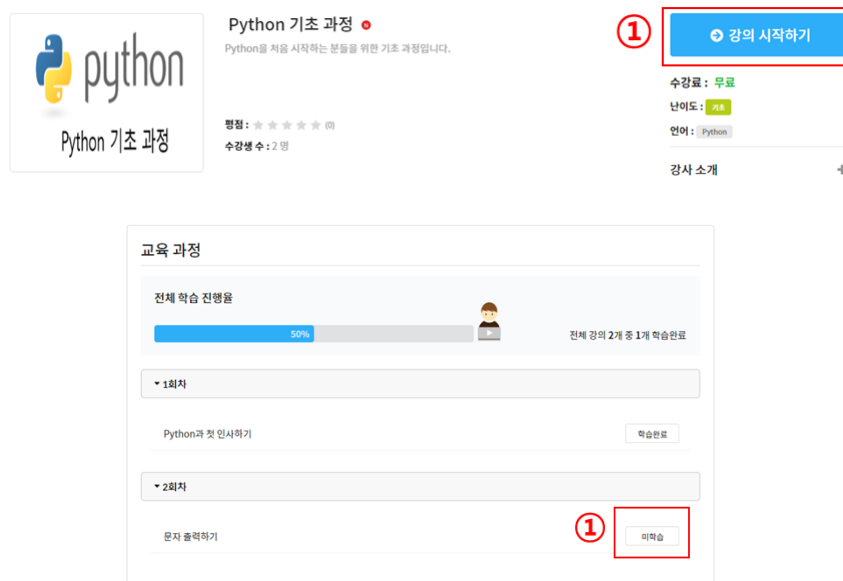 python
Python 기초 과정
Python 기초 과정 N
Python을 처음 시작하는 분들을 위한 기초 과정입니다.
평점 : (0)
수강생 수 : 2 명
① 강의 시작하기
수강료 : 무료
난이도 : 기초
언어 : Python
강사 소개
교육 과정
전체 학습 진행율
50%
전체 강의 2개 중 1개 학습완료
1회차
Python과 첫 인사하기 학습완료
2회차
문자 출력하기 ① 미학습